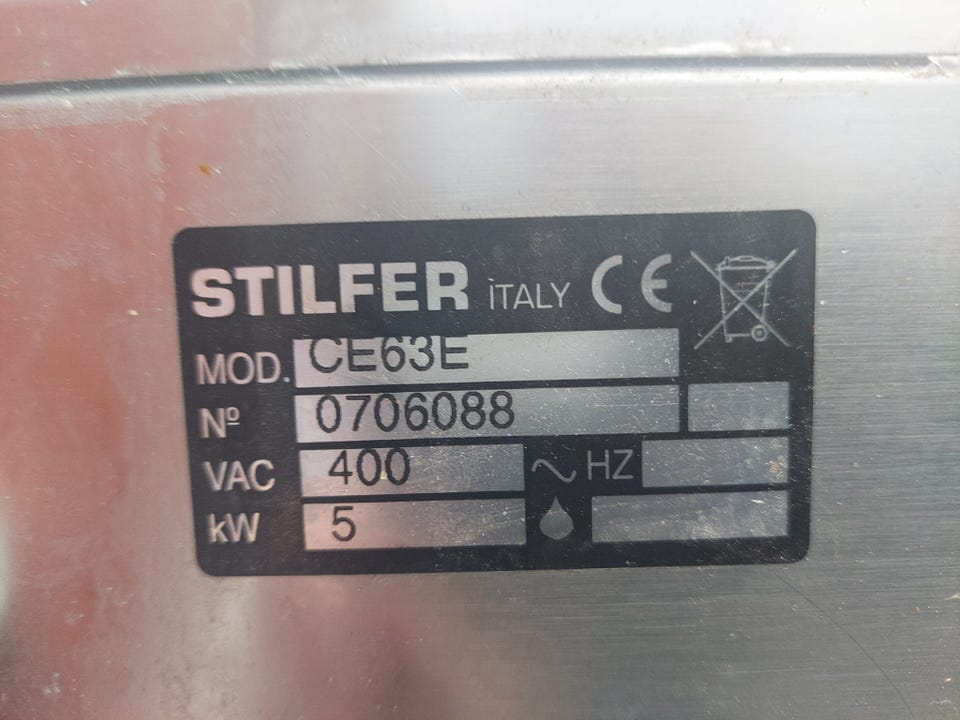 STILFER ITALY CE
MOD. CE63E
Nº 0706088
VAC 400 ~ HZ
kW 5